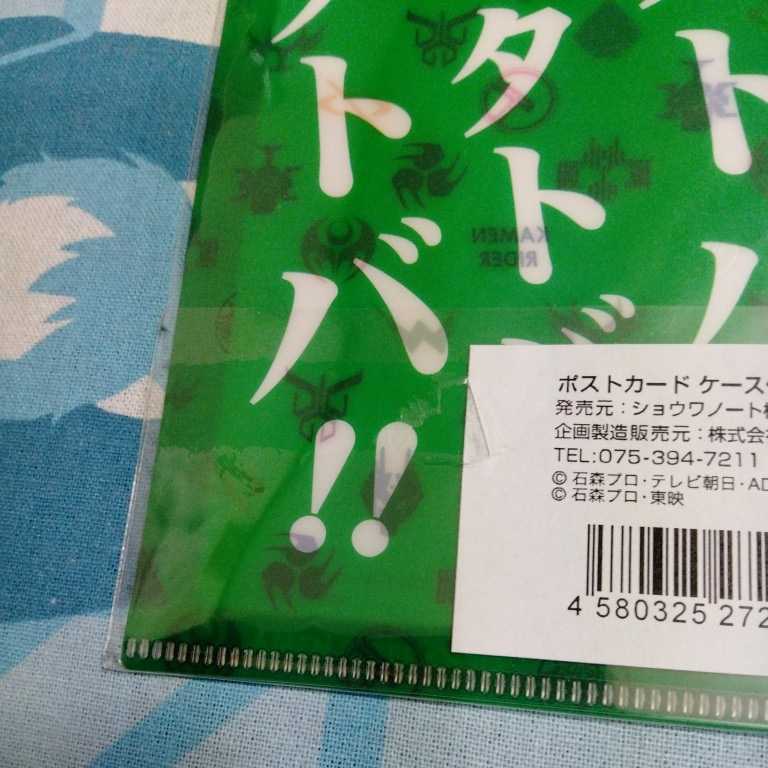 ト
タト
トバ!!
KAMEN
RIDER
ポストカード ケース
発売元：ショウワノート
企画製造販売元：株式会
TEL:075-394-7211
© 石森プロ・テレビ朝日・AD
© 石森プロ・東映
4 580325 272